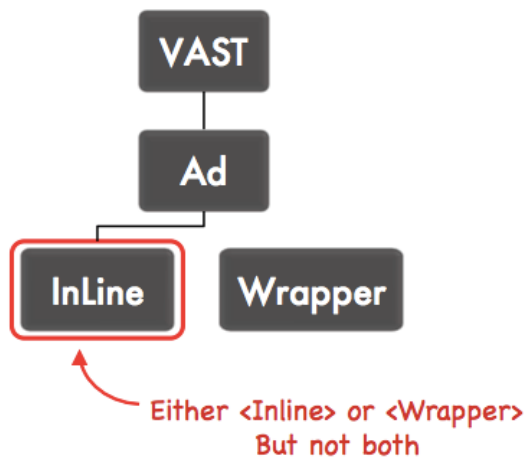 VAST
Ad
InLine
Wrapper
Either <Inline> or <Wrapper>
But not both